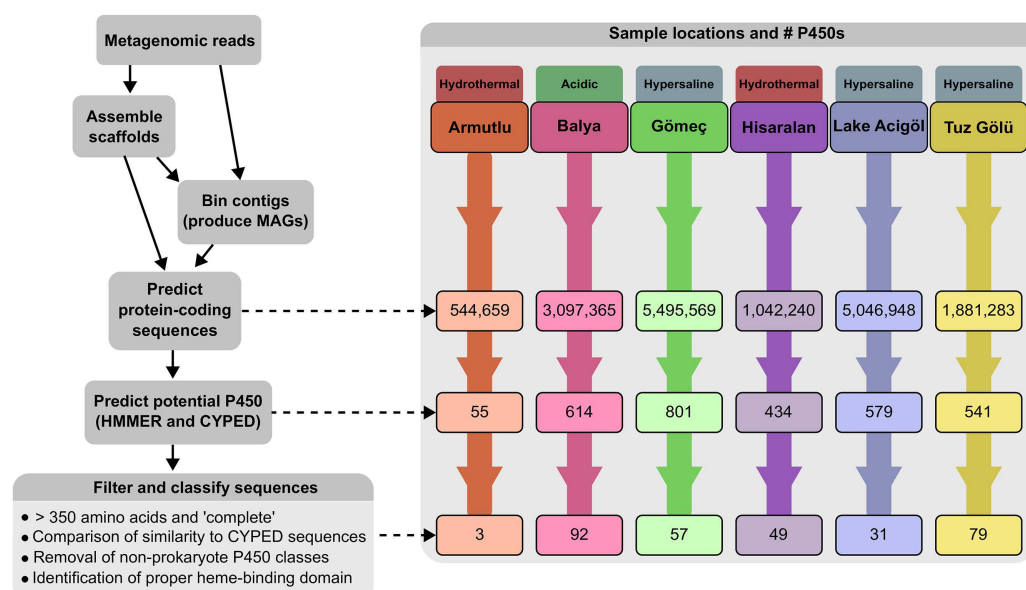 Metagenomic reads
Assemble
scaffolds
Bin contigs
(produce MAGs)
Predict
protein-coding
sequences
Predict potential P450
(HMMER and CYPED)
Filter and classify sequences
• > 350 amino acids and 'complete'
• Comparison of similarity to CYPED sequences
• Removal of non-prokaryote P450 classes
• Identification of proper heme-binding domain
Sample locations and # P450s
Hydrothermal Acidic Hypersaline Hydrothermal Hypersaline Hypersaline
Armutlu Balya Gömeç Hisaralan Lake Acigöl Tuz Gölü
544,659 3,097,365 5,495,569 1,042,240 5,046,948 1,881,283
55 614 801 434 579 541
3 92 57 49 31 79